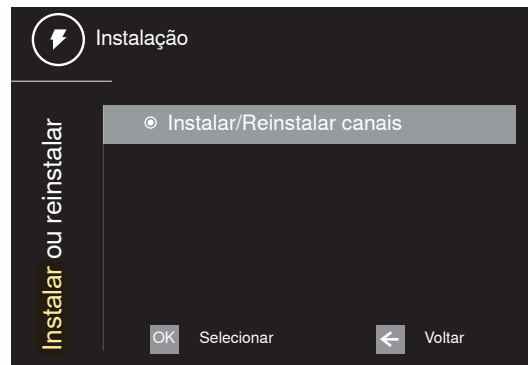 Instalação
Instalar ou reinstalar
Instalar/Reinstalar canais
OK Selecionar
Voltar